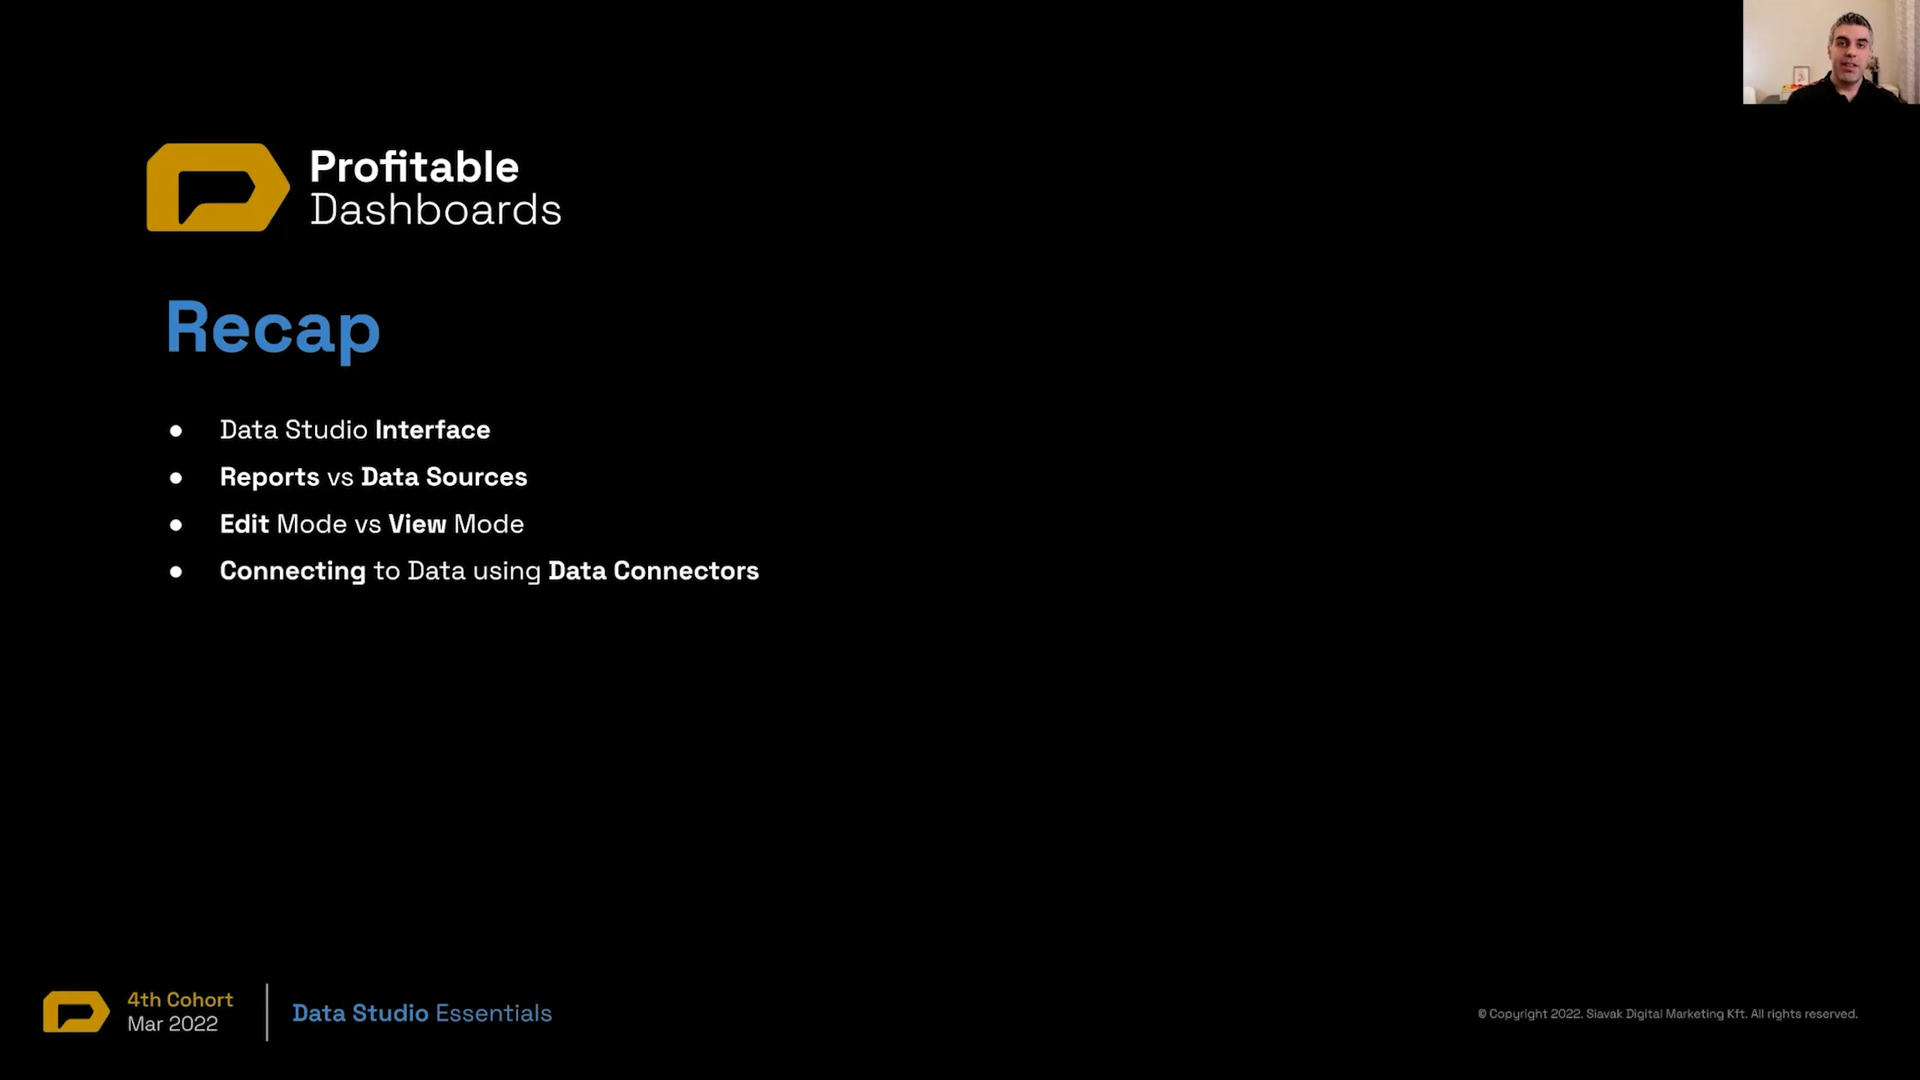 Profitable
Dashboards
Recap
● Data Studio Interface
● Reports vs Data Sources
● Edit Mode vs View Mode
● Connecting to Data using Data Connectors
4th Cohort
Mar 2022
Data Studio Essentials
© Copyright 2022. Siavak Digital Marketing Kft. All rights reserved.